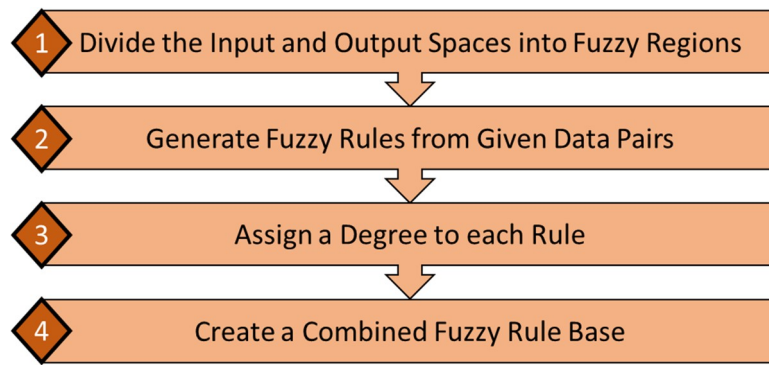 1 Divide the Input and Output Spaces into Fuzzy Regions
2 Generate Fuzzy Rules from Given Data Pairs
3 Assign a Degree to each Rule
4 Create a Combined Fuzzy Rule Base